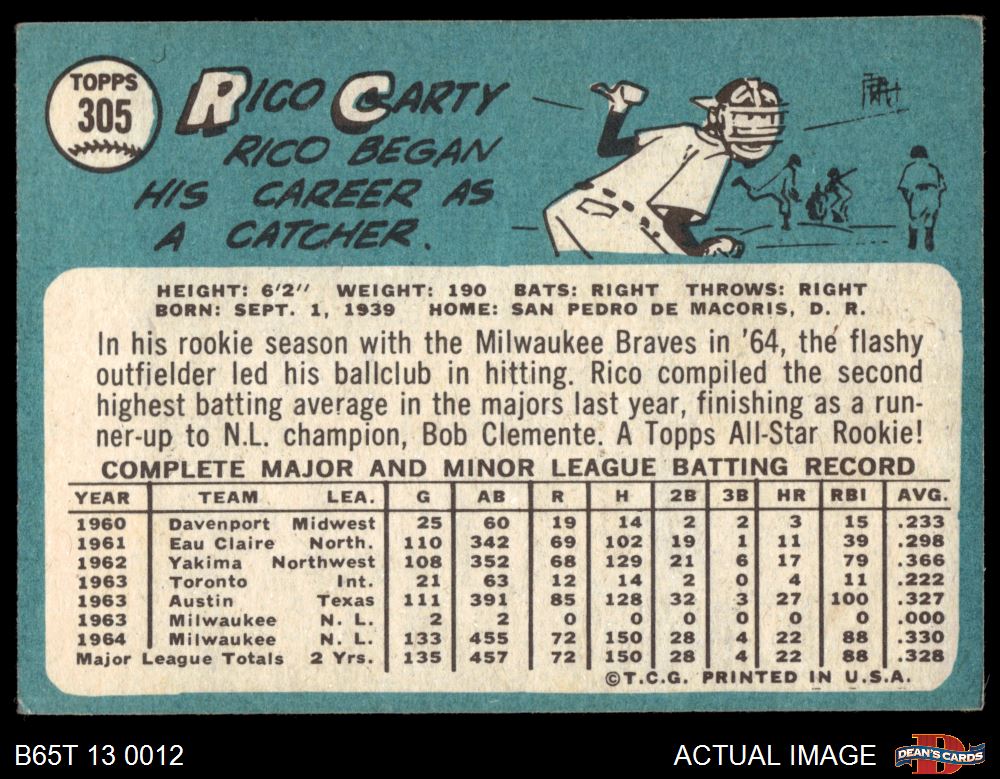 TOPPS
305
RICO CARTY
RICO BEGAN
HIS CAREER AS
A CATCHER.
HEIGHT: 6'2" WEIGHT: 190 BATS: RIGHT THROWS: RIGHT
BORN: SEPT. 1, 1939 HOME: SAN PEDRO DE MACORIS, D. R.
In his rookie season with the Milwaukee Braves in '64, the flashy
outfielder led his ballclub in hitting. Rico compiled the second
highest batting average in the majors last year, finishing as a run-
ner-up to N.L. champion, Bob Clemente. A Topps All-Star Rookie!
COMPLETE MAJOR AND MINOR LEAGUE BATTING RECORD
YEAR TEAM LEA. G AB R H 2B 3B HR RBI AVG.
1960 Davenport Midwest 25 60 19 14 2 2 3 15 .233
1961 Eau Claire North. 110 342 69 102 19 1 11 39 .298
1962 Yakima Northwest 108 352 68 129 21 6 17 79 .366
1963 Toronto Int. 21 63 12 14 2 0 4 11 .222
1963 Austin Texas 111 391 85 128 32 3 27 100 .327
1963 Milwaukee N. L. 2 2 0 0 0 0 0 0 .000
1964 Milwaukee N. L. 133 455 72 150 28 4 22 88 .330
Major League Totals 2 Yrs. 135 457 72 150 28 4 22 88 .328
©T.C.G. PRINTED IN U.S.A.
B65T 13 0012
ACTUAL IMAGE
DEAN'S CARDS